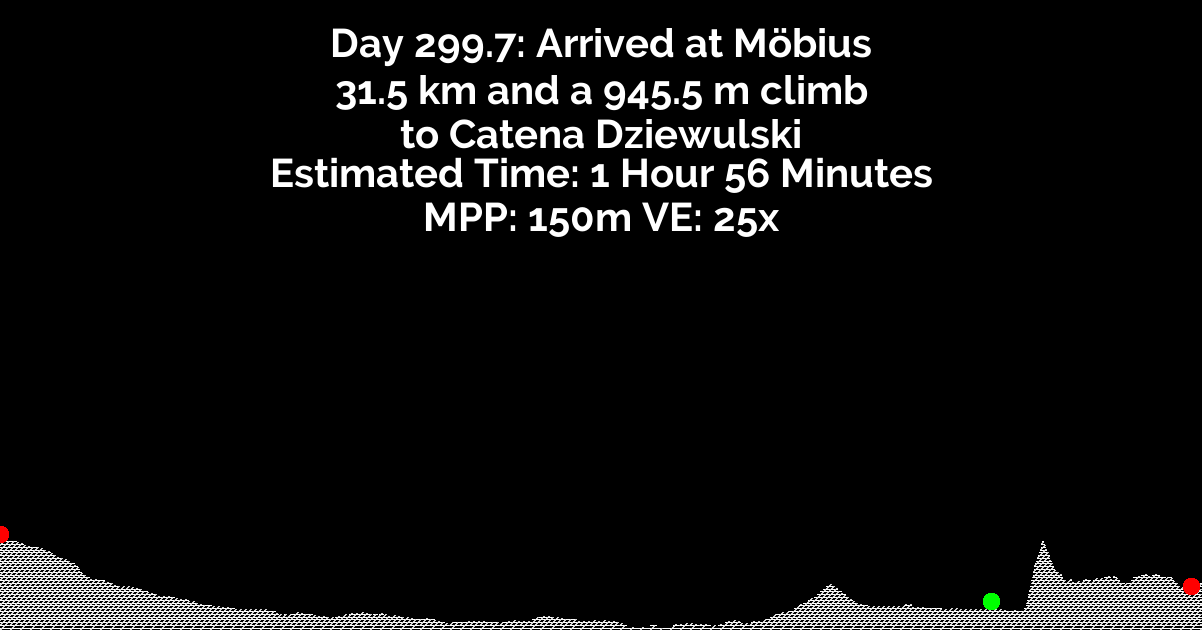 Day 299.7: Arrived at Möbius
31.5 km and a 945.5 m climb
to Catena Dziewulski
Estimated Time: 1 Hour 56 Minutes
MPP: 150m VE: 25x